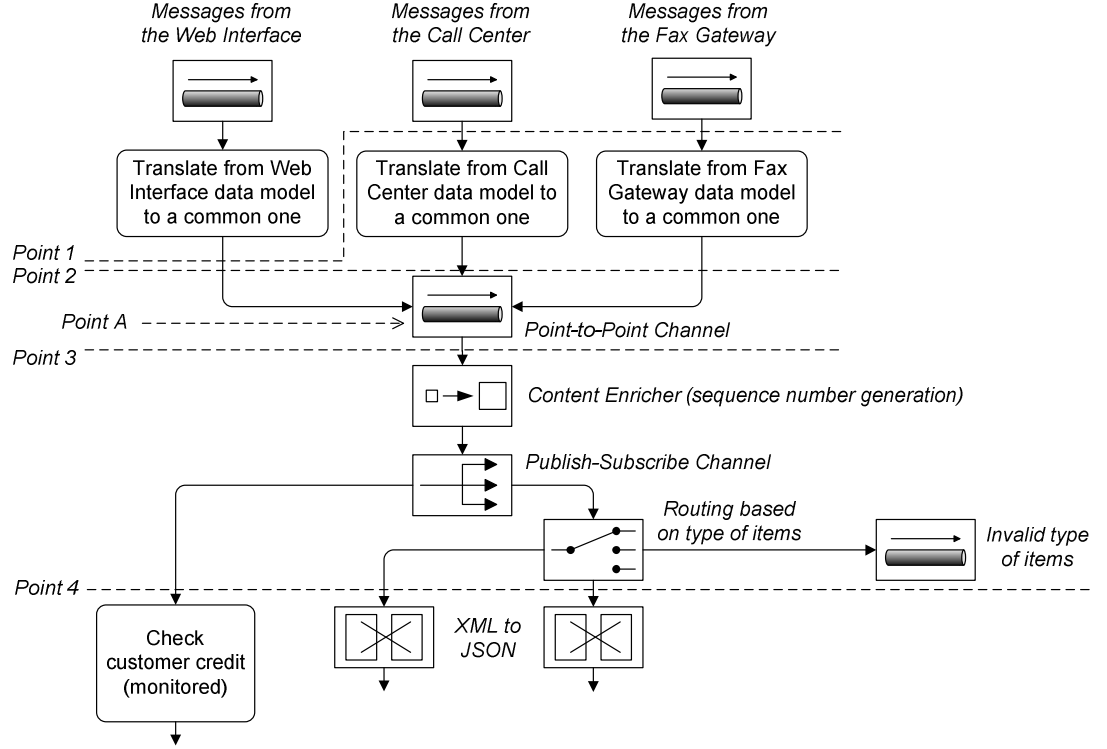 Messages from
the Web Interface
Messages from
the Call Center
Messages from
the Fax Gateway
Translate from Web
Interface data model
to a common one
Translate from Call
Center data model to
a common one
Translate from Fax
Gateway data model
to a common one
Point 1
Point 2
Point A
Point-to-Point Channel
Point 3
Content Enricher (sequence number generation)
Publish-Subscribe Channel
Routing based
on type of items
Invalid type
of items
Point 4
Check
customer credit
(monitored)
XML to
JSON